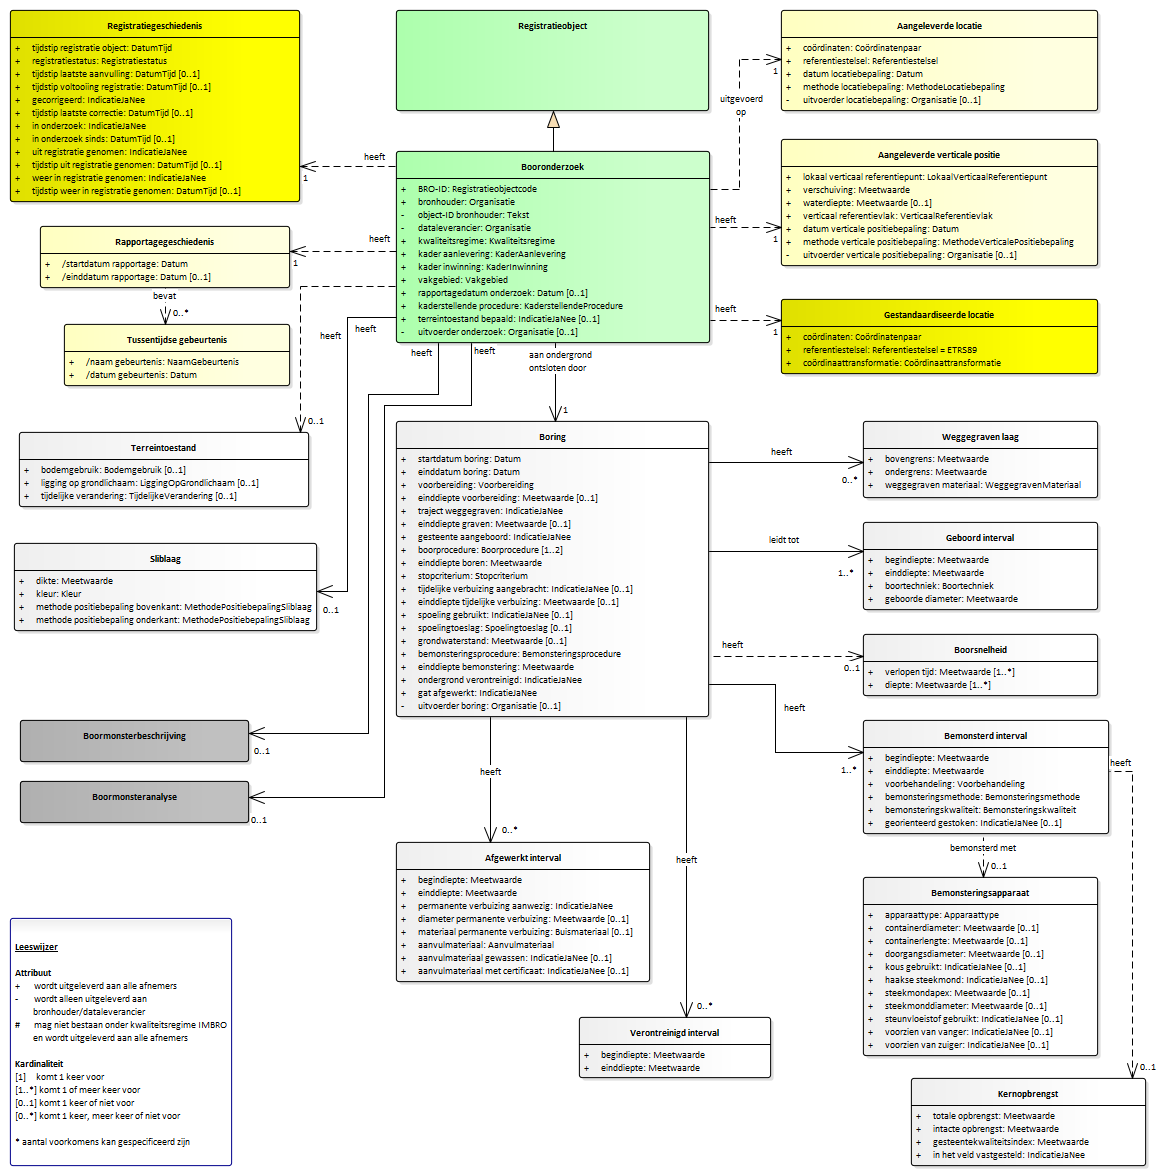 Registratiegeschiedenis
+ tijdstip registratie object: DatumTijd
+ registratiestatus: Registratiestatus
+ tijdstip laatste aanvulling: DatumTijd [0..1]
+ tijdstip voltooiing registratie: DatumTijd [0..1]
+ gecorrigeerd: IndicatieJaNee
+ tijdstip laatste correctie: DatumTijd [0..1]
+ in onderzoek: IndicatieJaNee
+ in onderzoek sinds: DatumTijd [0..1]
+ uit registratie genomen: IndicatieJaNee
+ tijdstip uit registratie genomen: DatumTijd [0..1]
+ weer in registratie genomen: IndicatieJaNee
+ tijdstip weer in registratie genomen: DatumTijd [0..1]
Registratieobject
Aangeleverde locatie
+ coördinaten: Coördinatenpaar
+ referentiestelsel: Referentiestelsel
+ datum locatiebepaling: Datum
+ methode locatiebepaling: MethodeLocatiebepaling
- uitvoerder locatiebepaling: Organisatie [0..1]
uitgevoerd
op
1
heeft
1
Booronderzoek
+ BRO-ID: Registratieobjectcode
+ bronhouder: Organisatie
- object-ID bronhouder: Tekst
- dataleverancier: Organisatie
+ kwaliteitsregime: Kwaliteitsregime
+ kader aanlevering: KaderAanlevering
+ kader inwinning: KaderInwinning
+ vakgebied: Vakgebied
+ rapportagedatum onderzoek: Datum [0..1]
+ kaderstellende procedure: KaderstellendeProcedure
+ terreintoestand bepaald: IndicatieJaNee [0..1]
- uitvoerder onderzoek: Organisatie [0..1]
Aangeleverde verticale positie
+ lokaal verticaal referentiepunt: LokaalVerticaalReferentiepunt
+ verschuiving: Meetwaarde
+ waterdiepte: Meetwaarde [0..1]
+ verticaal referentievlak: VerticaalReferentievlak
+ datum verticale positiebepaling: Datum
+ methode verticale positiebepaling: MethodeVerticalePositiebepaling
- uitvoerder verticale positiebepaling: Organisatie [0..1]
heeft
1
Rapportagegeschiedenis
+ /startdatum rapportage: Datum
+ /einddatum rapportage: Datum [0..1]
heeft
1
bevat
0..*
Tussentijdse gebeurtenis
+ /naam gebeurtenis: NaamGebeurtenis
+ /datum gebeurtenis: Datum
heeft
1
Gestandaardiseerde locatie
+ coördinaten: Coördinatenpaar
+ referentiestelsel: Referentiestelsel = ETRS89
+ coördinaattransformatie: Coördinaattransformatie
heeft
heeft
heeft
heeft
aan ondergrond
ontsloten door
1
0..1
Terreintoestand
+ bodemgebruik: Bodemgebruik [0..1]
+ ligging op grondlichaam: LiggingOpGrondlichaam [0..1]
+ tijdelijke verandering: TijdelijkeVerandering [0..1]
Boring
+ startdatum boring: Datum
+ einddatum boring: Datum
+ voorbereiding: Voorbereiding
+ einddiepte voorbereiding: Meetwaarde [0..1]
+ traject weggegraven: IndicatieJaNee
+ einddiepte graven: Meetwaarde [0..1]
+ gesteente aangeboord: IndicatieJaNee
+ boorprocedure: Boorprocedure [1..2]
+ einddiepte boren: Meetwaarde
+ stopcriterium: Stopcriterium
+ tijdelijke verbuizing aangebracht: IndicatieJaNee [0..1]
+ einddiepte tijdelijke verbuizing: Meetwaarde [0..1]
+ spoeling gebruikt: IndicatieJaNee [0..1]
+ spoelingtoeslag: Spoelingtoeslag [0..1]
+ grondwaterstand: Meetwaarde [0..1]
+ bemonsteringsprocedure: Bemonsteringsprocedure
+ einddiepte bemonstering: Meetwaarde
+ ondergrond verontreinigd: IndicatieJaNee
+ gat afgewerkt: IndicatieJaNee
- uitvoerder boring: Organisatie [0..1]
heeft
0..*
Weggegraven laag
+ bovengrens: Meetwaarde
+ ondergrens: Meetwaarde
+ weggegraven materiaal: WeggegravenMateriaal
leidt tot
1..*
Geboord interval
+ begindiepte: Meetwaarde
+ einddiepte: Meetwaarde
+ boortechniek: Boortechniek
+ geboorde diameter: Meetwaarde
Sliblaag
+ dikte: Meetwaarde
+ kleur: Kleur
+ methode positiebepaling bovenkant: MethodePositiebepalingSliblaag
+ methode positiebepaling onderkant: MethodePositiebepalingSliblaag
0..1
heeft
0..1
Boorsnelheid
+ verlopen tijd: Meetwaarde [1..*]
+ diepte: Meetwaarde [1..*]
heeft
1..*
Bemonsterd interval
+ begindiepte: Meetwaarde
+ einddiepte: Meetwaarde
+ voorbehandeling: Voorbehandeling
+ bemonsteringsmethode: Bemonsteringsmethode
+ bemonsteringskwaliteit: Bemonsteringskwaliteit
+ georienteerd gestoken: IndicatieJaNee [0..1]
heeft
Boormonsterbeschrijving
0..1
Boormonsteranalyse
0..1
heeft
0..*
Afgewerkt interval
+ begindiepte: Meetwaarde
+ einddiepte: Meetwaarde
+ permanente verbuizing aanwezig: IndicatieJaNee
+ diameter permanente verbuizing: Meetwaarde [0..1]
+ materiaal permanente verbuizing: Buismateriaal [0..1]
+ aanvulmateriaal: Aanvulmateriaal
+ aanvulmateriaal gewassen: IndicatieJaNee [0..1]
+ aanvulmateriaal met certificaat: IndicatieJaNee [0..1]
heeft
0..*
Verontreinigd interval
+ begindiepte: Meetwaarde
+ einddiepte: Meetwaarde
bemonsterd met
0..1
Bemonsteringsapparaat
+ apparaattype: Apparaattype
+ containerdiameter: Meetwaarde [0..1]
+ containerlengte: Meetwaarde [0..1]
+ doorgangsdiameter: Meetwaarde [0..1]
+ kous gebruikt: IndicatieJaNee [0..1]
+ haakse steekmond: IndicatieJaNee [0..1]
+ steekmondapex: Meetwaarde [0..1]
+ steekmonddiameter: Meetwaarde [0..1]
+ steunvloeistof gebruikt: IndicatieJaNee [0..1]
+ voorzien van vanger: IndicatieJaNee [0..1]
+ voorzien van zuiger: IndicatieJaNee [0..1]
0..1
Kernopbrengst
+ totale opbrengst: Meetwaarde
+ intacte opbrengst: Meetwaarde
+ gesteentekwaliteitsindex: Meetwaarde
+ in het veld vastgesteld: IndicatieJaNee
Leeswijzer
Attribuut
+ wordt uitgeleverd aan alle afnemers
- wordt alleen uitgeleverd aan
bronhouder/dataleverancier
# mag niet bestaan onder kwaliteitsregime IMBRO
en wordt uitgeleverd aan alle afnemers
Kardinaliteit
[1] komt 1 keer voor
[1..*] komt 1 of meer keer voor
[0..1] komt 1 keer of niet voor
[0..*] komt 1 keer, meer keer of niet voor
* aantal voorkomens kan gespecificeerd zijn